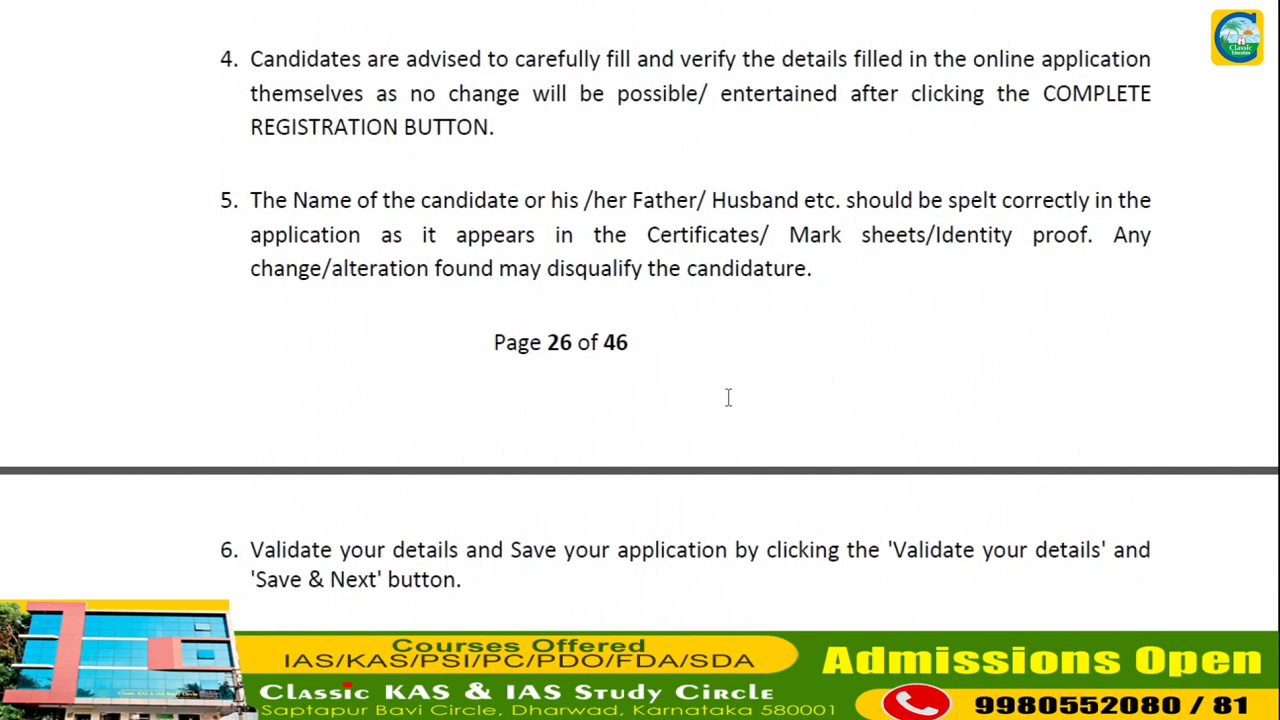 Classic
Education
4. Candidates are advised to carefully fill and verify the details filled in the online application
themselves as no change will be possible/ entertained after clicking the COMPLETE
REGISTRATION BUTTON.
5. The Name of the candidate or his /her Father/ Husband etc. should be spelt correctly in the
application as it appears in the Certificates/ Mark sheets/Identity proof. Any
change/alteration found may disqualify the candidature.
Page 26 of 46
6. Validate your details and Save your application by clicking the 'Validate your details' and
'Save & Next' button.
Courses Offered
IAS/KAS/PSI/PC/PDO/FDA/SDA
Classic KAS & IAS Study Circle
Saptapur Bavi Circle, Dharwad, Karnataka 580001
Admissions Open
9980552080 / 81